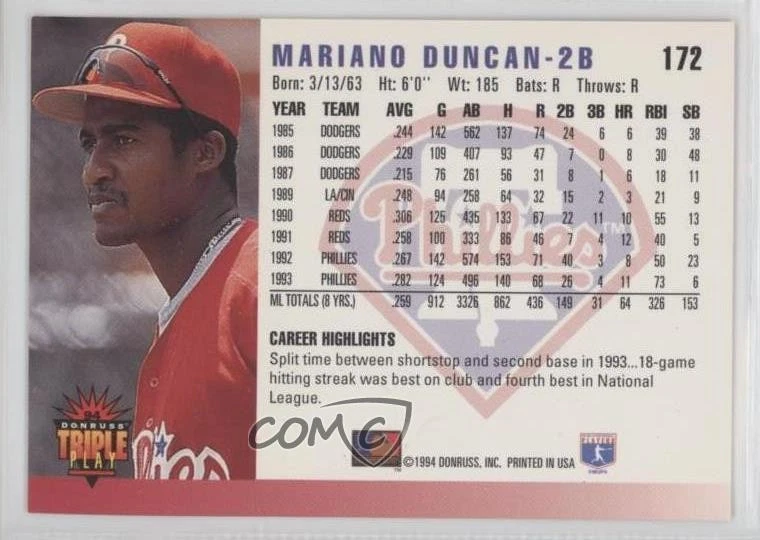 MARIANO DUNCAN-2B 172
Born: 3/13/63 Ht: 6'0" Wt: 185 Bats: R Throws: R
YEAR TEAM AVG G AB H R 2B 3B HR RBI SB
1985 DODGERS .244 142 562 137 74 24 6 6 39 38
1986 DODGERS .229 109 407 93 47 7 0 8 30 48
1987 DODGERS .215 76 261 56 31 8 1 6 18 11
1989 LA/CIN .248 94 258 64 32 15 2 3 21 9
1990 REDS .306 125 435 133 67 22 11 10 55 13
1991 REDS .258 100 333 86 46 7 4 12 40 5
1992 PHILLIES .267 142 574 153 71 40 3 8 50 23
1993 PHILLIES .282 124 496 140 68 26 4 11 73 6
ML TOTALS (8 YRS.) .259 912 3326 862 436 149 31 64 326 153
Phillies TM
CAREER HIGHLIGHTS
Split time between shortstop and second base in 1993...18-game
hitting streak was best on club and fourth best in National
League.
94
DONRUSS
TRIPLE
PLAY
COMC
©1994 DONRUSS, INC. PRINTED IN USA
PLAYERS